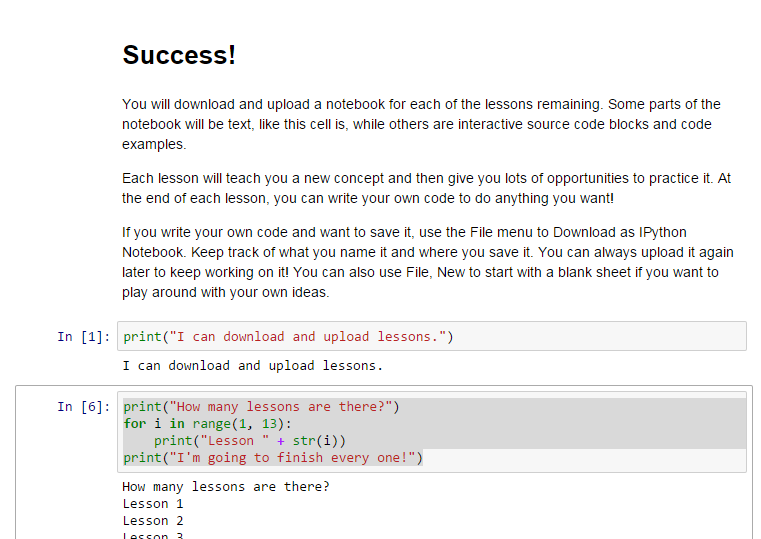 Success!
You will download and upload a notebook for each of the lessons remaining. Some parts of the
notebook will be text, like this cell is, while others are interactive source code blocks and code
examples.
Each lesson will teach you a new concept and then give you lots of opportunities to practice it. At
the end of each lesson, you can write your own code to do anything you want!
If you write your own code and want to save it, use the File menu to Download as IPython
Notebook. Keep track of what you name it and where you save it. You can always upload it again
later to keep working on it! You can also use File, New to start with a blank sheet if you want to
play around with your own ideas.
In [1]: print("I can download and upload lessons.")
I can download and upload lessons.
In [6]: print("How many lessons are there?")
for i in range(1, 13):
    print("Lesson " + str(i))
print("I'm going to finish every one!")
How many lessons are there?
Lesson 1
Lesson 2
Lesson 3